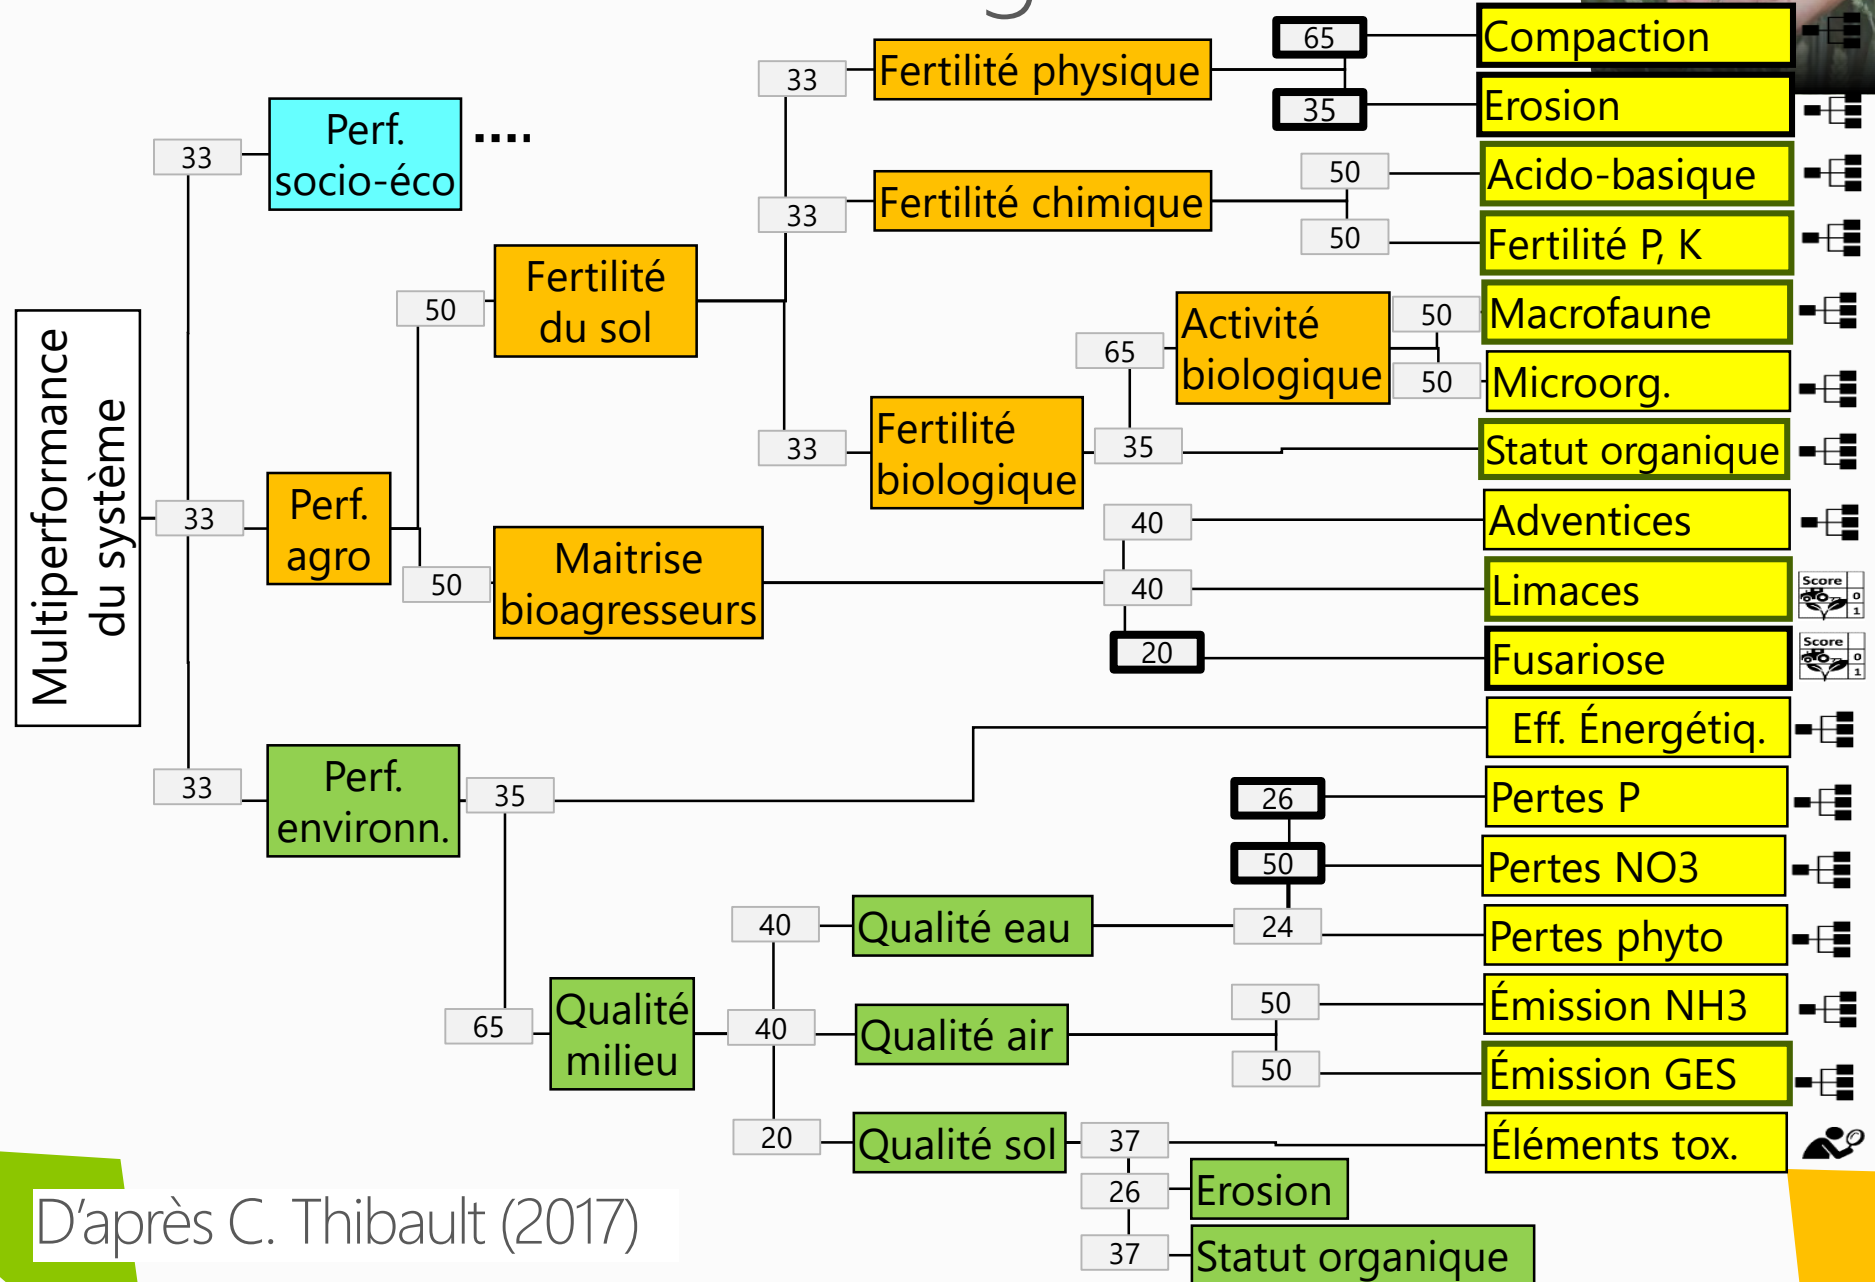 g
65
Compaction
33
Fertilité physique
35
Erosion
Perf.
socio-éco
....
33
50
Acido-basique
33
Fertilité chimique
50
Fertilité P, K
Fertilité
du sol
50
Activité
biologique
50
Macrofaune
65
50
Microorg.
Multiperformance
du système
33
Fertilité
biologique
35
Statut organique
33
Perf.
agro
40
Adventices
50
Maitrise
bioagresseurs
40
Limaces
Score
0
1
20
Fusariose
Score
0
1
Eff. Énergétiq.
33
Perf.
environn.
35
26
Pertes P
50
Pertes NO3
40
Qualité eau
24
Pertes phyto
65
Qualité
milieu
40
Qualité air
50
Émission NH3
50
Émission GES
20
Qualité sol
37
Éléments tox.
26
Erosion
37
Statut organique
D'après C. Thibault (2017)